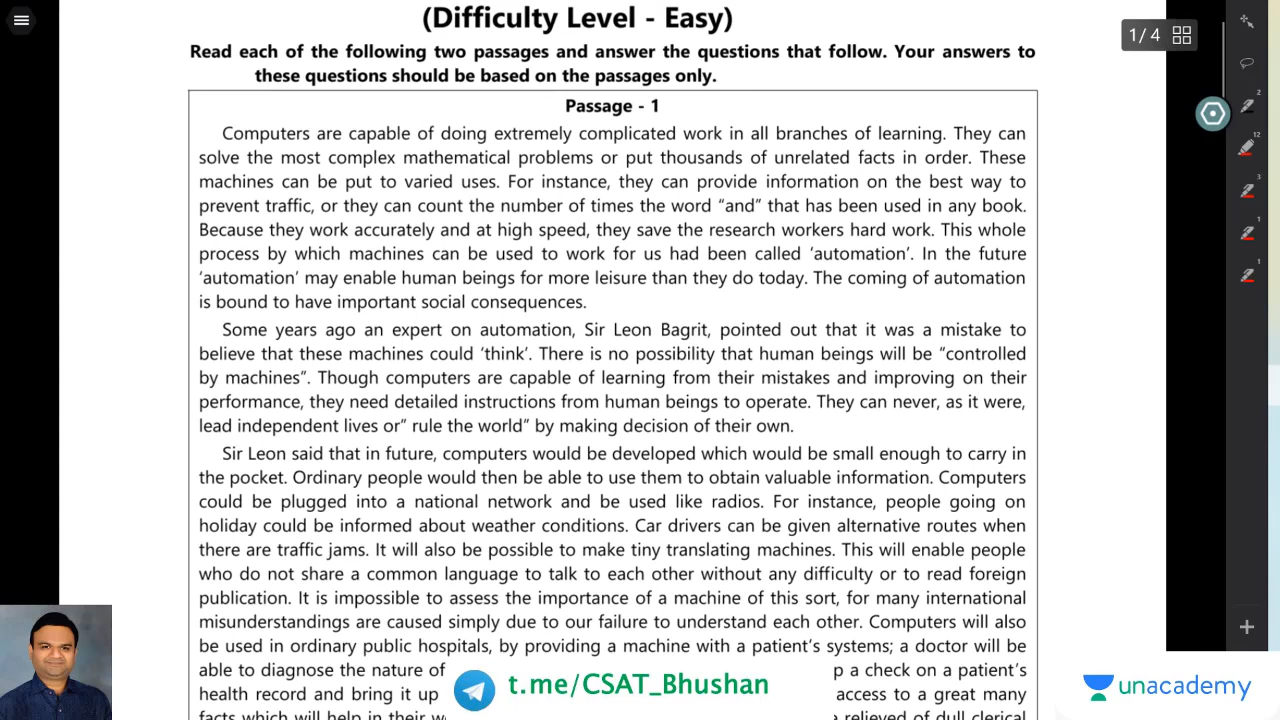 (Difficulty Level - Easy)
1 / 4
Read each of the following two passages and answer the questions that follow. Your answers to
these questions should be based on the passages only.
Passage - 1
Computers are capable of doing extremely complicated work in all branches of learning. They can
solve the most complex mathematical problems or put thousands of unrelated facts in order. These
machines can be put to varied uses. For instance, they can provide information on the best way to
prevent traffic, or they can count the number of times the word “and” that has been used in any book.
Because they work accurately and at high speed, they save the research workers hard work. This whole
process by which machines can be used to work for us had been called ‘automation’. In the future
‘automation’ may enable human beings for more leisure than they do today. The coming of automation
is bound to have important social consequences.
Some years ago an expert on automation, Sir Leon Bagrit, pointed out that it was a mistake to
believe that these machines could ‘think’. There is no possibility that human beings will be “controlled
by machines”. Though computers are capable of learning from their mistakes and improving on their
performance, they need detailed instructions from human beings to operate. They can never, as it were,
lead independent lives or” rule the world” by making decision of their own.
Sir Leon said that in future, computers would be developed which would be small enough to carry in
the pocket. Ordinary people would then be able to use them to obtain valuable information. Computers
could be plugged into a national network and be used like radios. For instance, people going on
holiday could be informed about weather conditions. Car drivers can be given alternative routes when
there are traffic jams. It will also be possible to make tiny translating machines. This will enable people
who do not share a common language to talk to each other without any difficulty or to read foreign
publication. It is impossible to assess the importance of a machine of this sort, for many international
misunderstandings are caused simply due to our failure to understand each other. Computers will also
be used in ordinary public hospitals, by providing a machine with a patient’s systems; a doctor will be
able to diagnose the nature of p a check on a patient’s
health record and bring it up access to a great many
facts which will help in their relieved of dull clerical
t.me/CSAT_Bhushan
unacademy
2
12
3
1
1
1